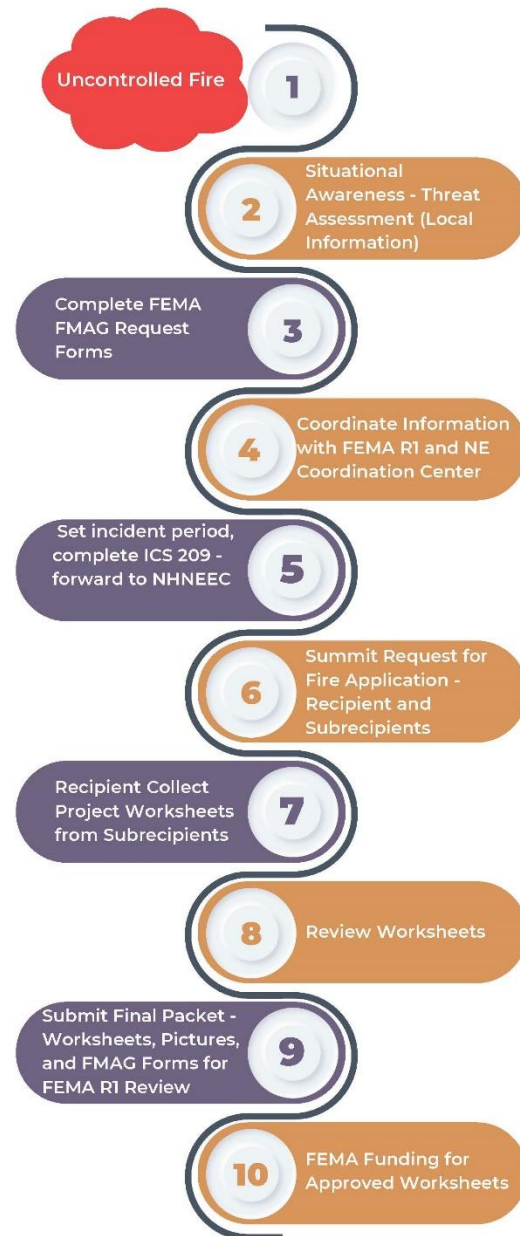 Uncontrolled Fire
1
2
Situational
Awareness - Threat
Assessment (Local
Information)
Complete FEMA
FMAG Request
Forms
3
4
Coordinate Information
with FEMA R1 and NE
Coordination Center
Set incident period,
complete ICS 209 -
forward to NHNEEC
5
6
Summit Request for
Fire Application -
Recipient and
Subrecipients
Recipient Collect
Project Worksheets
from Subrecipients
7
8
Review Worksheets
Submit Final Packet -
Worksheets, Pictures,
and FMAG Forms for
FEMA R1 Review
9
10
FEMA Funding for
Approved Worksheets